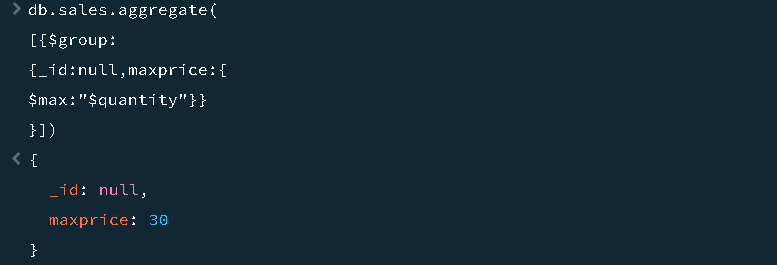 > db.sales.aggregate(
[{$group:
{_id:null,maxprice:{
$max:"$quantity"}}
}])
< {
_id: null,
maxprice: 30
}